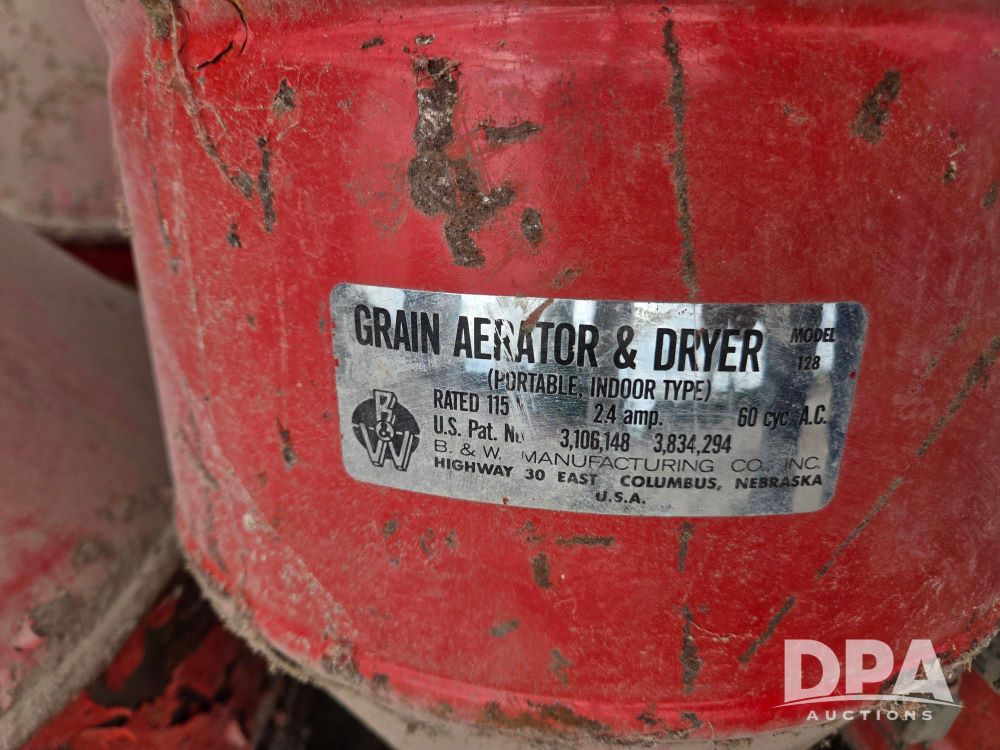 GRAIN AERATOR & DRYER MODEL 128
(PORTABLE, INDOOR TYPE)
RATED 115 V 2.4 amp. 60 cyc. A.C.
U.S. Pat. No. 3,106,148 3,834,294
B. & W. MANUFACTURING CO., INC.
HIGHWAY 30 EAST COLUMBUS, NEBRASKA
U.S.A.
B&W
DPA
AUCTIONS